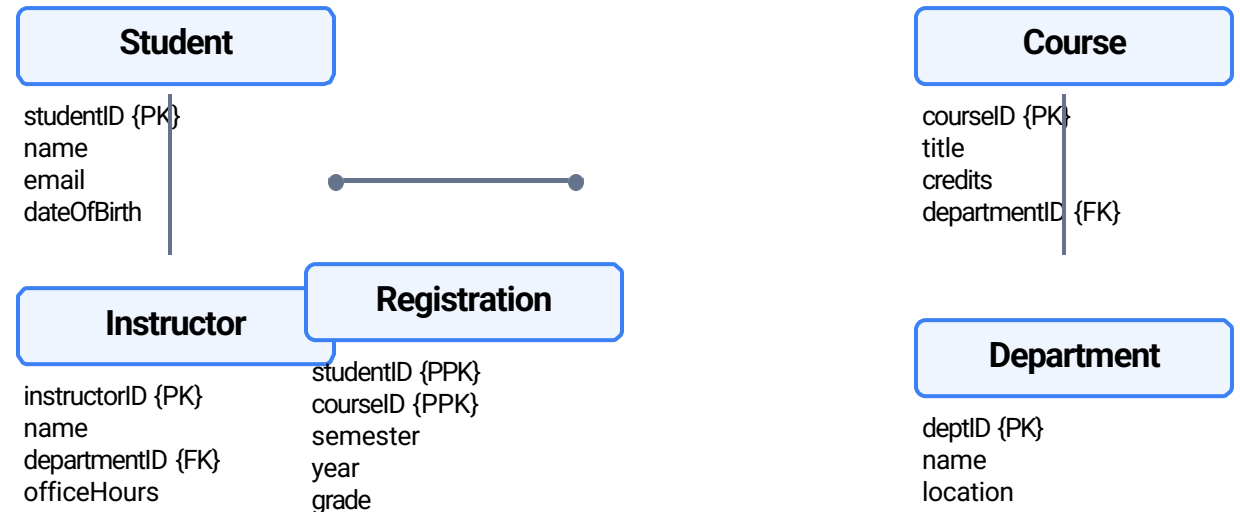 Student
studentID {PK}
name
email
dateOfBirth
Course
courseID {PK}
title
credits
departmentID {FK}
Instructor
instructorID {PK}
name
departmentID {FK}
officeHours
Registration
studentID {PPK}
courseID {PPK}
semester
year
grade
Department
deptID {PK}
name
location